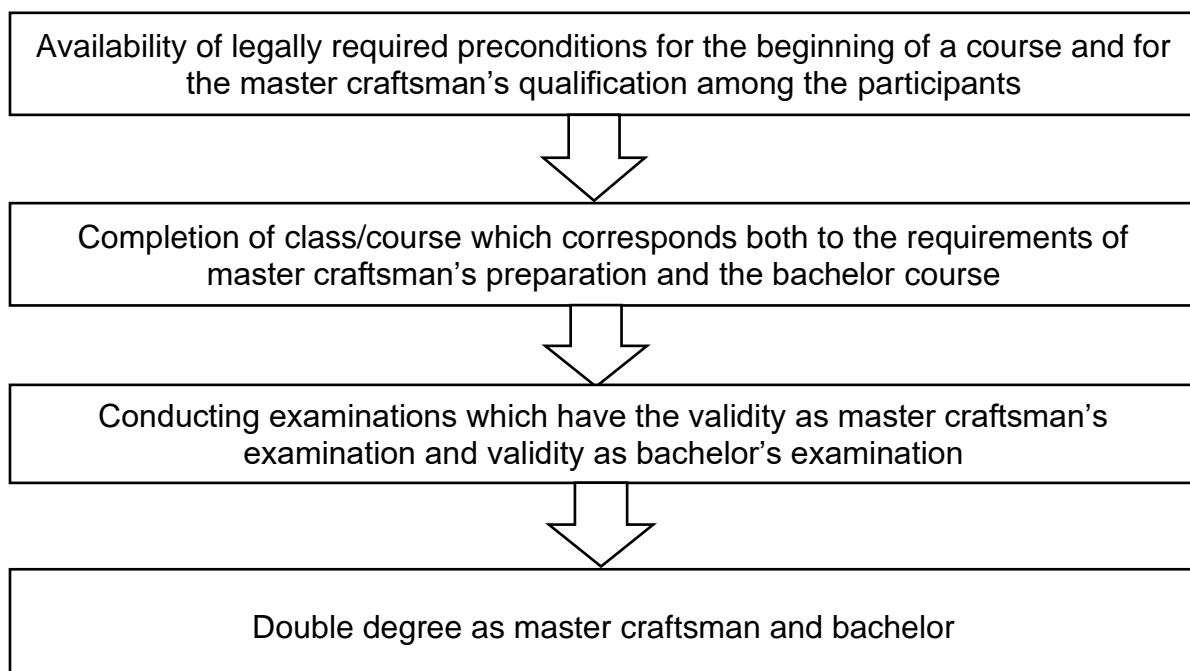 Availability of legally required preconditions for the beginning of a course and for
the master craftsman’s qualification among the participants
Completion of class/course which corresponds both to the requirements of
master craftsman’s preparation and the bachelor course
Conducting examinations which have the validity as master craftsman’s
examination and validity as bachelor’s examination
Double degree as master craftsman and bachelor